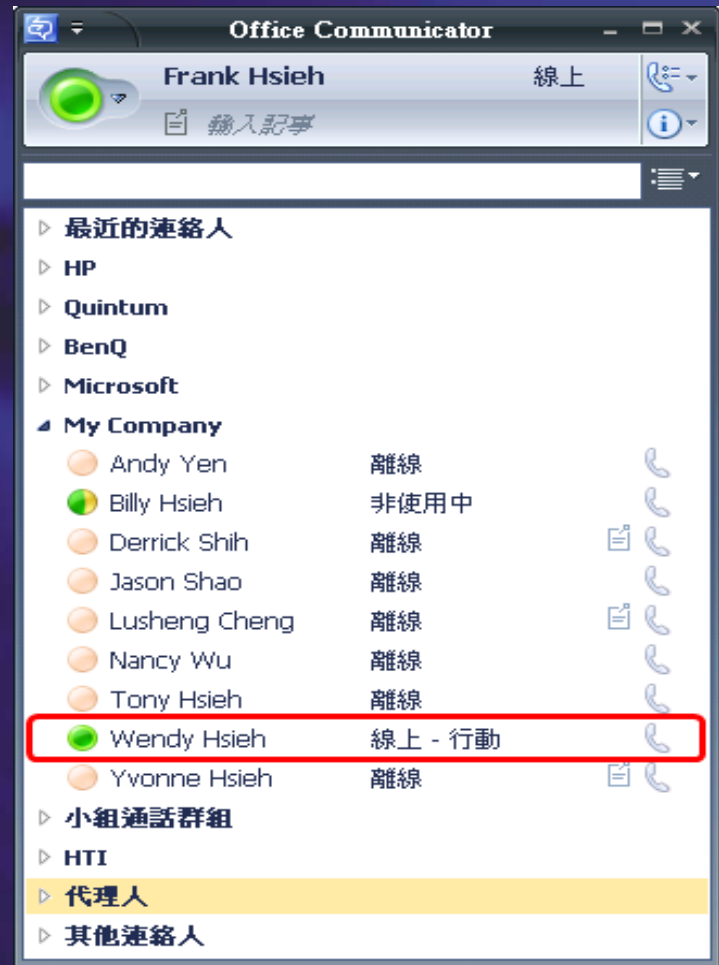 Office Communicator
Frank Hsieh 線上
輸入記事
最近的連絡人
HP
Quintum
BenQ
Microsoft
My Company
Andy Yen 離線
Billy Hsieh 非使用中
Derrick Shih 離線
Jason Shao 離線
Lusheng Cheng 離線
Nancy Wu 離線
Tony Hsieh 離線
Wendy Hsieh 線上 - 行動
Yvonne Hsieh 離線
小組通話群組
HTI
代理人
其他連絡人